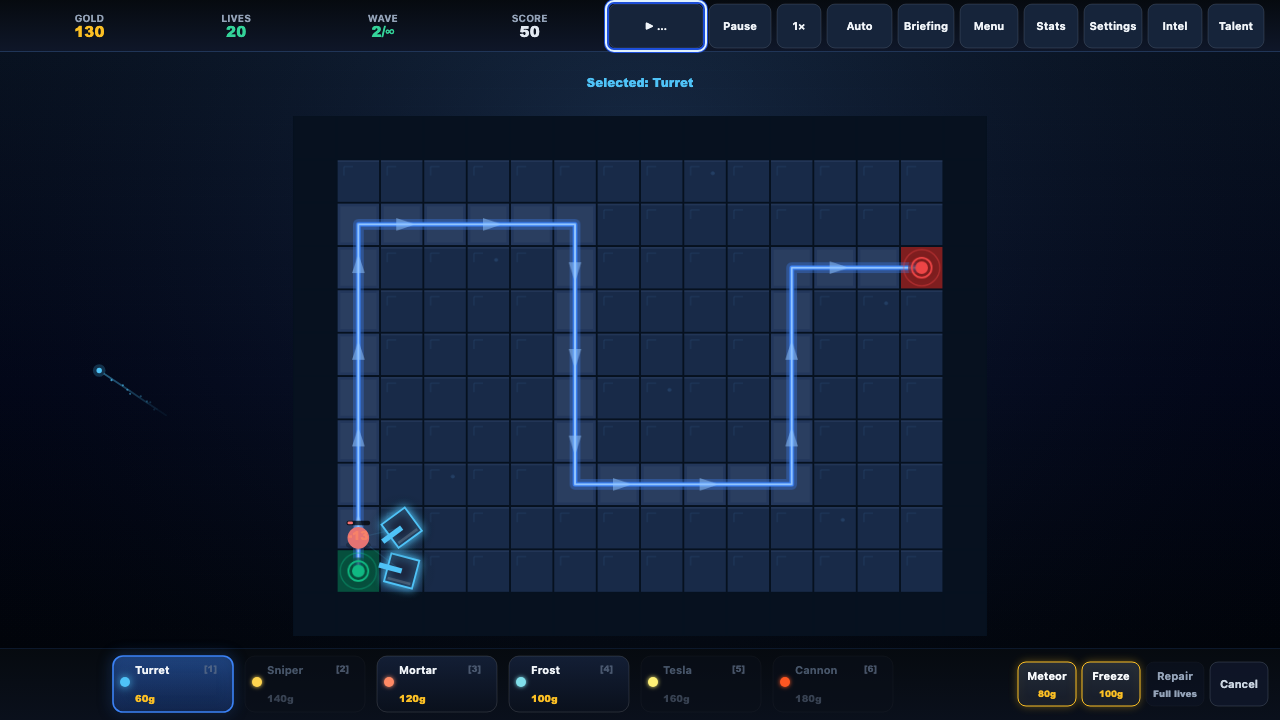 GOLD
130
LIVES
20
WAVE
2/∞
SCORE
50
▶ ...
Pause
1×
Auto
Briefing
Menu
Stats
Settings
Intel
Talent
Selected: Turret
Turret [1]
60g
Sniper [2]
140g
Mortar [3]
120g
Frost [4]
100g
Tesla [5]
160g
Cannon [6]
180g
Meteor
80g
Freeze
100g
Repair
Full lives
Cancel